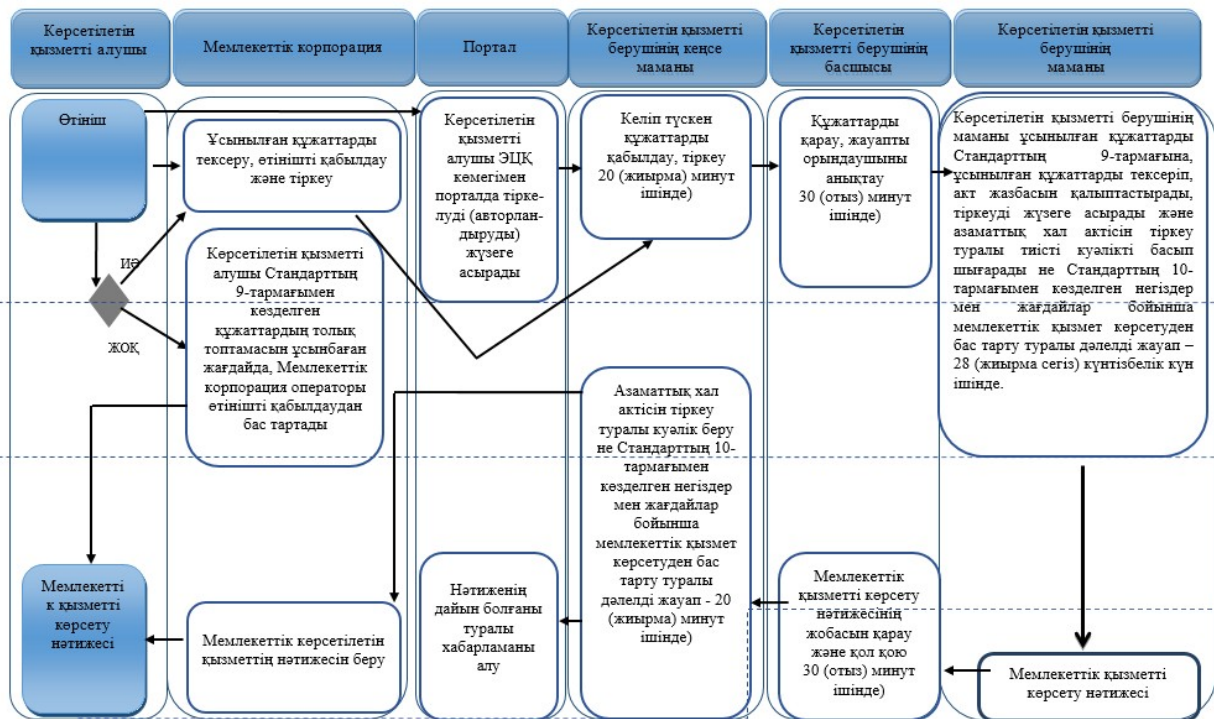 Көрсетілетін
қызметті алушы
Мемлекеттік корпорация
Портал
Көрсетілетін қызметті
берушінің кеңсе
маманы
Көрсетілетін
қызметті берушінің
басшысы
Көрсетілетін қызметті
берушінің
маманы
Өтініш
ИӘ
ЖОҚ
Ұсынылған құжаттарды
тексеру, өтінішті қабылдау
және тіркеу
Көрсетілетін қызметті
алушы Стандарттың
9-тармағымен
көзделген
құжаттардың толық
топтамасын ұсынбаған
жағдайда, Мемлекеттік
корпорация операторы
өтінішті қабылдаудан
бас тартады
Көрсетілетін
қызметті
алушы ЭЦҚ
көмегімен
порталда тірке-
луді (авторлан-
дыруды)
жүзеге
асырады
Келіп түскен
құжаттарды
қабылдау, тіркеу
20 (жиырма) минут
ішінде)
Құжаттарды
қарау, жауапты
орындаушыны
анықтау
30 (отыз) минут
ішінде)
Көрсетілетін қызметті берушінің
маманы ұсынылған құжаттарды
Стандарттың 9-тармағына,
ұсынылған құжаттарды тексеріп,
акт жазбасын қалыптастырады,
тіркеуді жүзеге асырады және
азаматтық хал актісін тіркеу
туралы тиісті куәлікті басып
шығарады не Стандарттың 10-
тармағымен көзделген негіздер
мен жағдайлар бойынша
мемлекеттік қызмет көрсетуден
бас тарту туралы дәлелді жауап –
28 (жиырма сегіз) күнтізбелік күн
ішінде.
Азаматтық хал
актісін тіркеу
туралы куәлік беру
не Стандарттың 10-
тармағымен
көзделген негіздер
мен жағдайлар
бойынша
мемлекеттік қызмет
көрсетуден бас
тарту туралы
дәлелді жауап - 20
(жиырма) минут
ішінде)
Мемлекетті
к қызметті
көрсету
нәтижесі
Мемлекеттік көрсетілетін
қызметтің нәтижесін беру
Нәтиженің
дайын болғаны
туралы
хабарламаны
алу
Мемлекеттік
қызметті көрсету
нәтижесінің
жобасын қарау
және қол қою
30 (отыз) минут
ішінде)
Мемлекеттік қызметті
көрсету нәтижесі